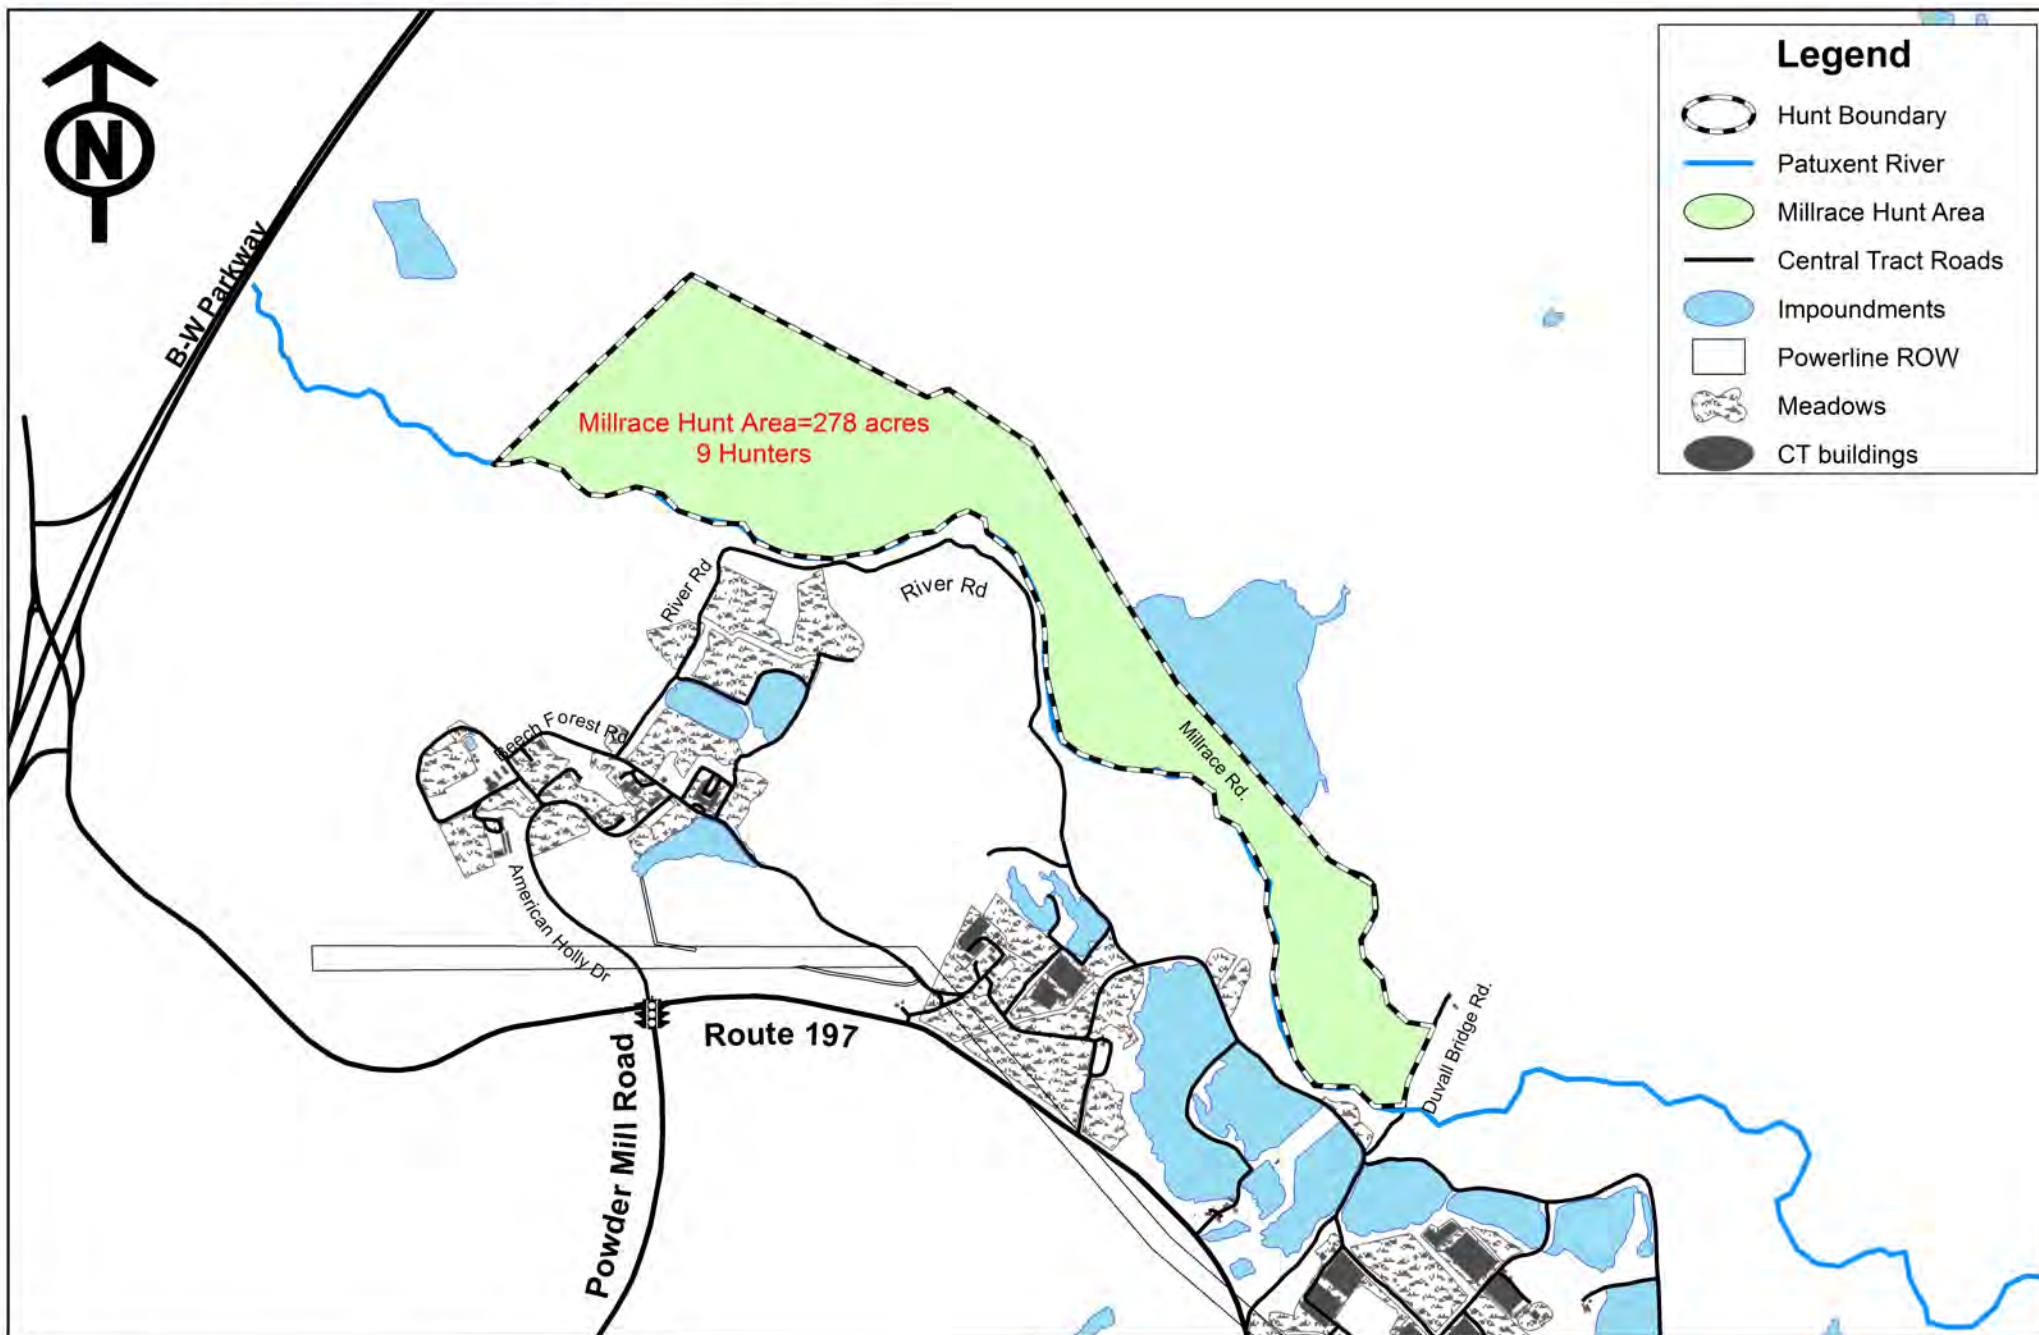 N
Legend
Hunt Boundary
Patuxent River
Millrace Hunt Area
Central Tract Roads
Impoundments
Powerline ROW
Meadows
CT buildings
B-W Parkway
Millrace Hunt Area=278 acres
9 Hunters
River Rd
River Rd
Beech Forest Rd
Millrace Rd.
American Holly Dr
Route 197
Powder Mill Road
Duvall Bridge Rd.